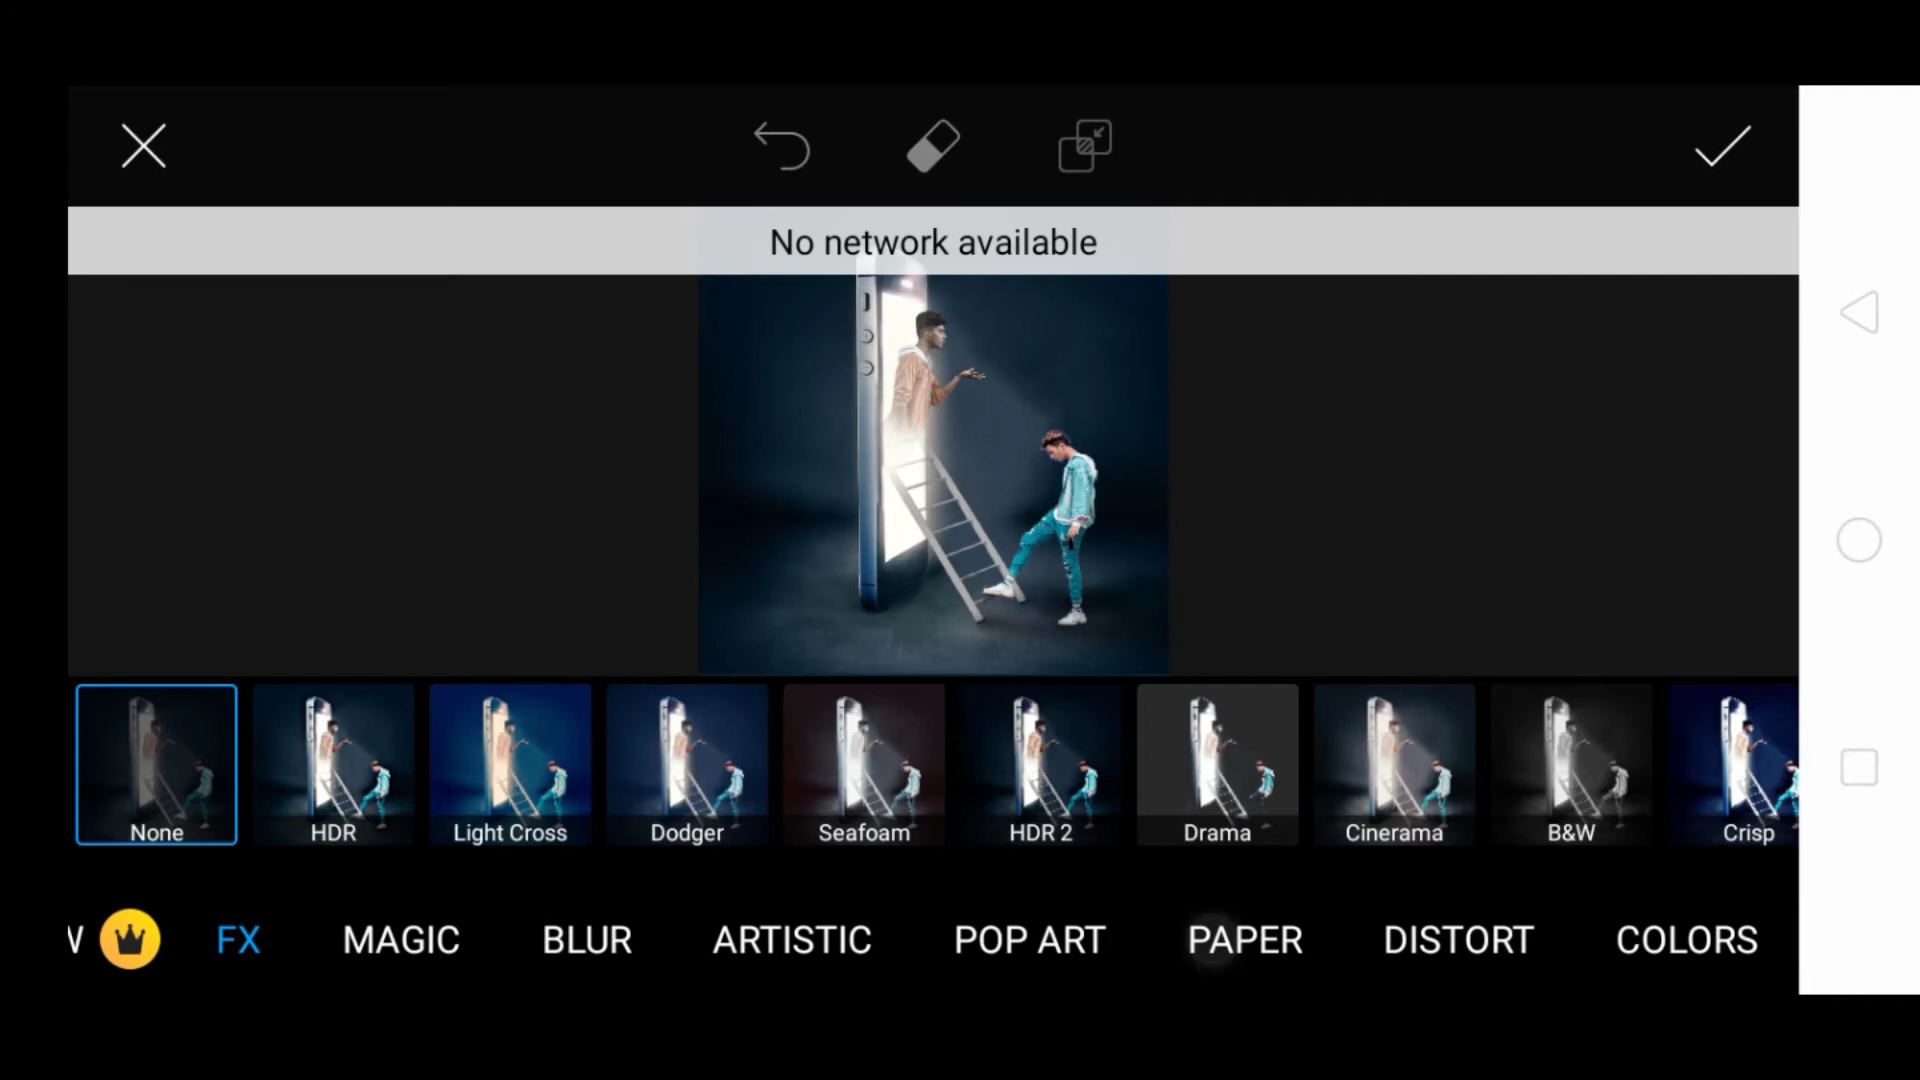 No network available
None
HDR
Light Cross
Dodger
Seafoam
HDR 2
Drama
Cinerama
B&W
Crisp
W FX MAGIC BLUR ARTISTIC POP ART PAPER DISTORT COLORS